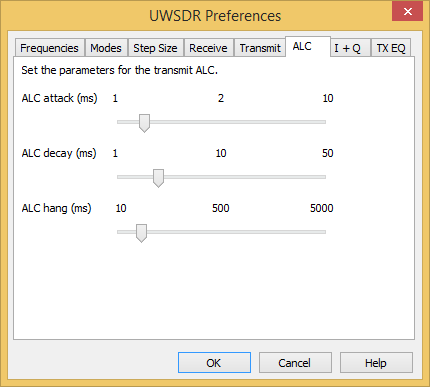 UWSDR Preferences
Frequencies Modes Step Size Receive Transmit ALC I + Q TX EQ
Set the parameters for the transmit ALC.
ALC attack (ms) 1 2 10
ALC decay (ms) 1 10 50
ALC hang (ms) 10 500 5000
OK Cancel Help